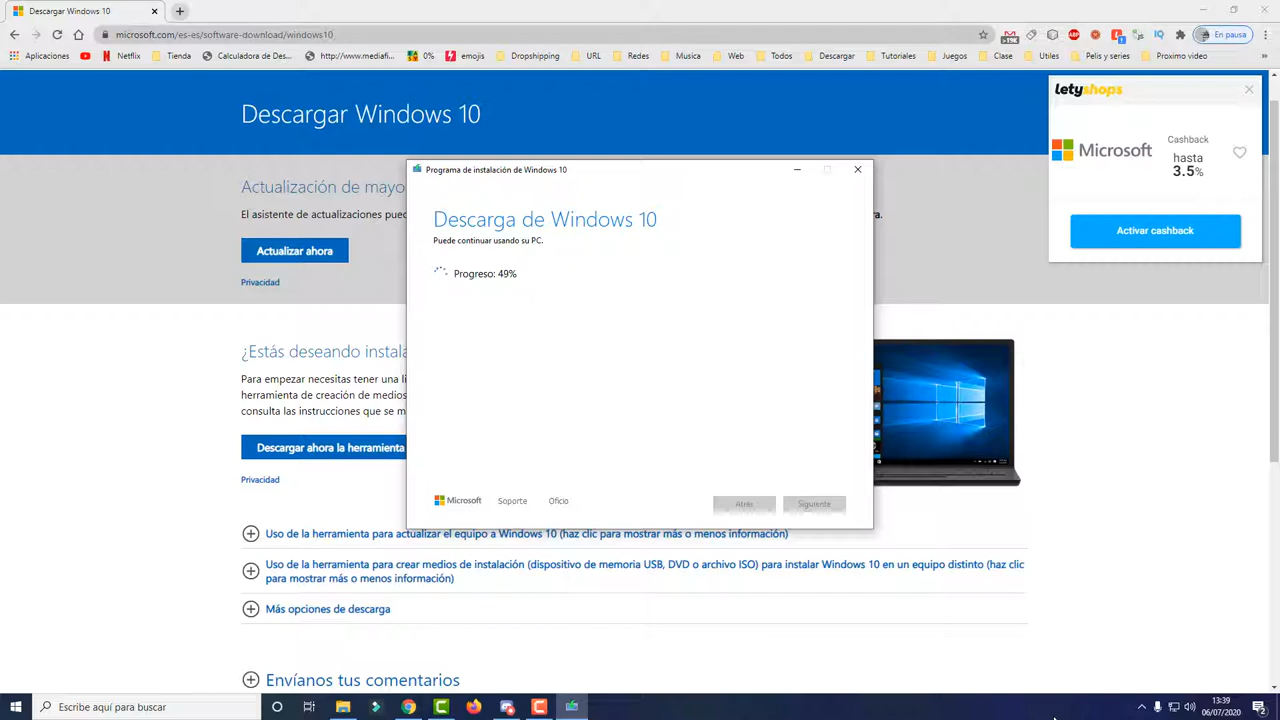 Descargar Windows 10
microsoft.com/es-es/software-download/windows10
En pausa
Aplicaciones
Netflix
Tienda
Calculadora de Des...
http://www.mediafi...
0%
emojis
Dropshipping
URL
Redes
Musica
Web
Todos
Descargar
Tutoriales
Juegos
Clase
Utiles
Pelis y series
Proximo video
Descargar Windows 10
letyshops
Microsoft
Cashback
hasta
3.5%
Activar cashback
Actualización de mayo
El asistente de actualizaciones pued
a.
Actualizar ahora
Privacidad
Programa de instalación de Windows 10
Descarga de Windows 10
Puede continuar usando su PC.
Progreso: 49%
Microsoft
Soporte
Oficio
Atrás
Siguiente
¿Estás deseando instala
Para empezar necesitas tener una li
herramienta de creación de medios
consulta las instrucciones que se m
Descargar ahora la herramienta
Privacidad
Uso de la herramienta para actualizar el equipo a Windows 10 (haz clic para mostrar más o menos información)
Uso de la herramienta para crear medios de instalación (dispositivo de memoria USB, DVD o archivo ISO) para instalar Windows 10 en un equipo distinto (haz clic
para mostrar más o menos información)
Más opciones de descarga
Envíanos tus comentarios
Escribe aquí para buscar
13:39
06/07/2020
2